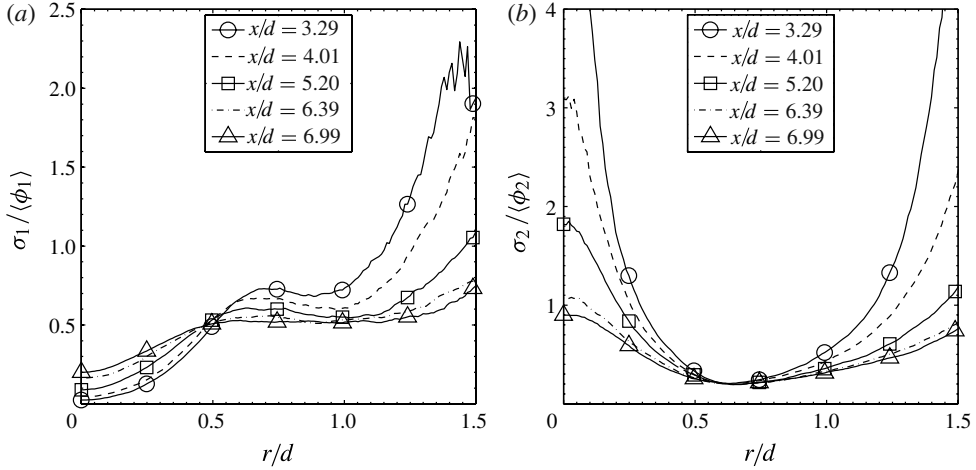 (a)
x/d = 3.29
x/d = 4.01
x/d = 5.20
x/d = 6.39
x/d = 6.99
2.5
2.0
1.5
1.0
0.5
0
0.5
1.0
1.5
σ₁/⟨ϕ₁⟩
r/d
(b)
x/d = 3.29
x/d = 4.01
x/d = 5.20
x/d = 6.39
x/d = 6.99
4
3
2
1
0
0.5
1.0
1.5
σ₂/⟨ϕ₂⟩
r/d